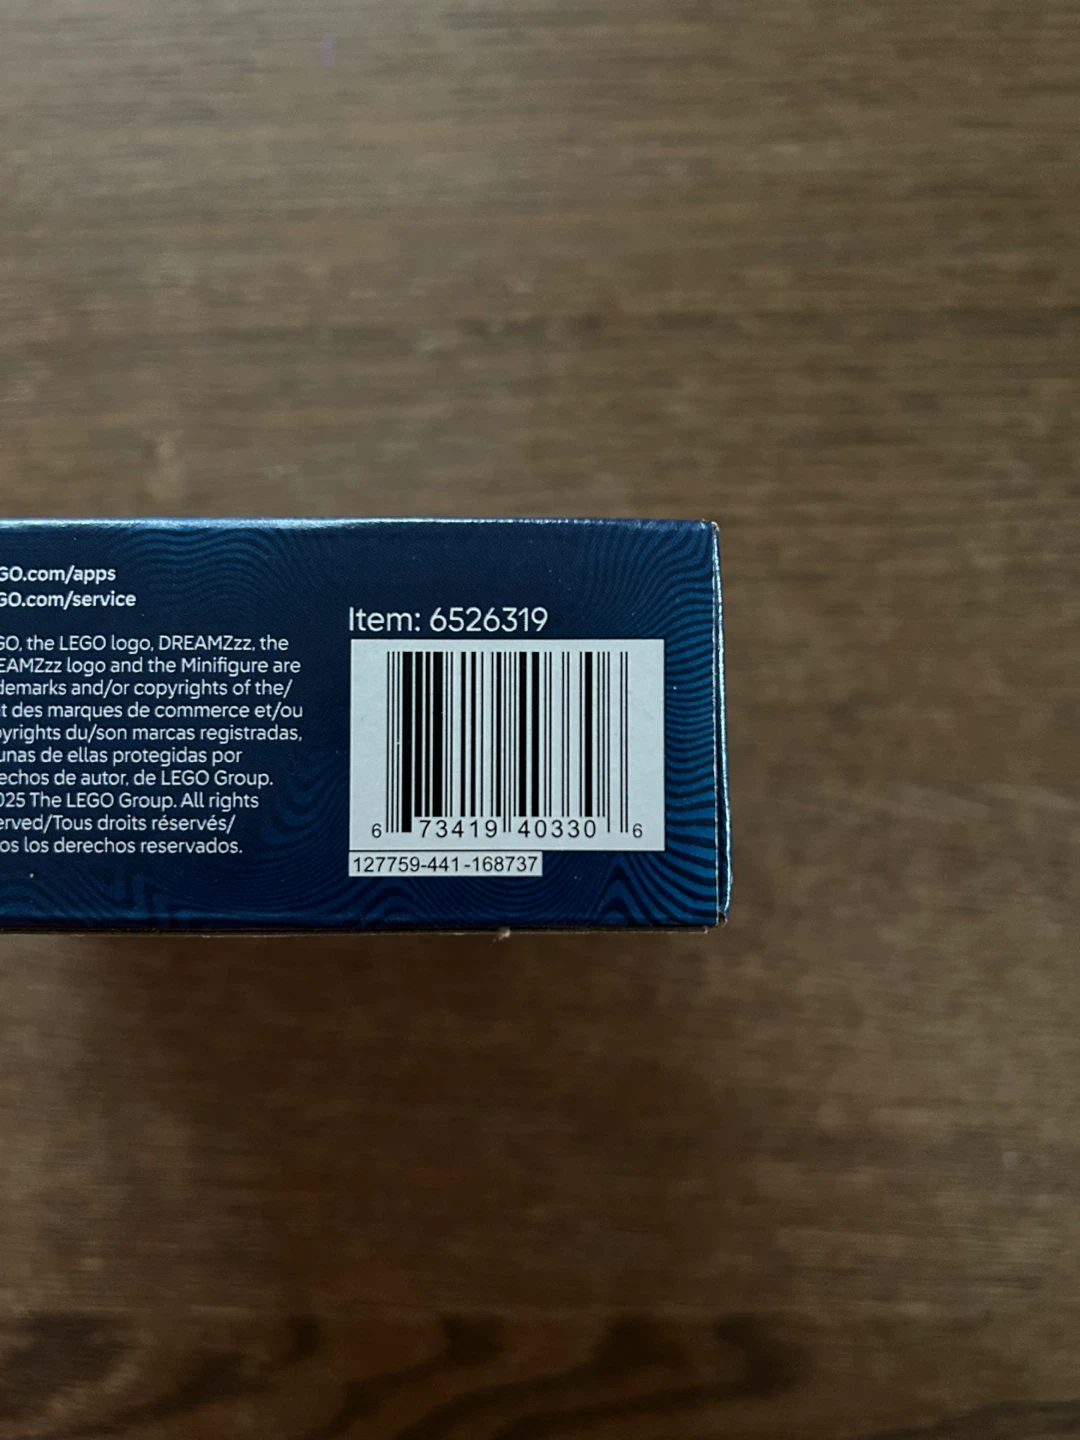 GO.com/apps
GO.com/service
GO, the LEGO logo, DREAMZzz, the
EAMZzz logo and the Minifigure are
demarks and/or copyrights of the/
t des marques de commerce et/ou
pyrights du/son marcas registradas,
unas de ellas protegidas por
echos de autor, de LEGO Group.
025 The LEGO Group. All rights
erved/Tous droits réservés/
os los derechos reservados.
Item: 6526319
6 73419 40330 6
127759-441-168737